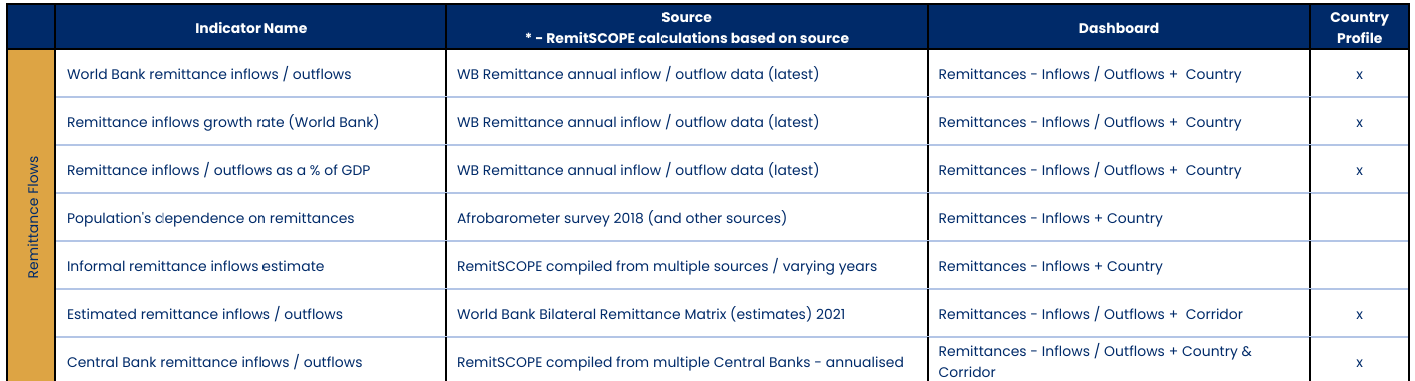 Indicator Name
Source
* - RemitSCOPE calculations based on source
Dashboard
Country
Profile
Remittance Flows
World Bank remittance inflows / outflows
WB Remittance annual inflow / outflow data (latest)
Remittances - Inflows / Outflows + Country
x
Remittance inflows growth rate (World Bank)
WB Remittance annual inflow / outflow data (latest)
Remittances - Inflows / Outflows + Country
x
Remittance inflows / outflows as a % of GDP
WB Remittance annual inflow / outflow data (latest)
Remittances - Inflows / Outflows + Country
x
Population's dependence on remittances
Afrobarometer survey 2018 (and other sources)
Remittances - Inflows + Country
Informal remittance inflows estimate
RemitSCOPE compiled from multiple sources / varying years
Remittances - Inflows + Country
Estimated remittance inflows / outflows
World Bank Bilateral Remittance Matrix (estimates) 2021
Remittances - Inflows / Outflows + Corridor
x
Central Bank remittance inflows / outflows
RemitSCOPE compiled from multiple Central Banks - annualised
Remittances - Inflows / Outflows + Country &
Corridor
x